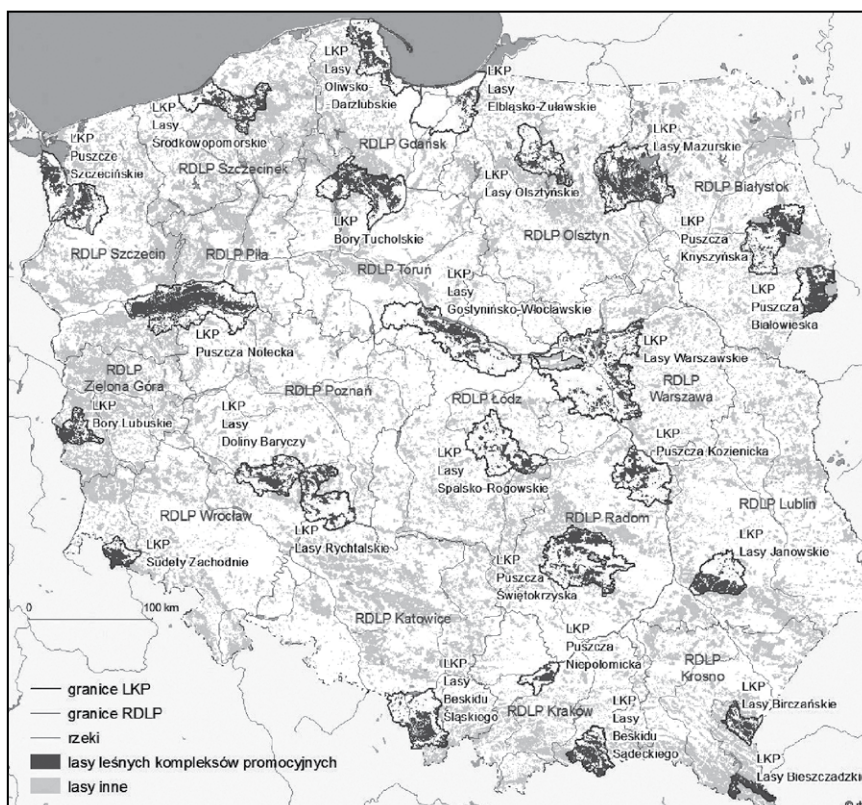 LKP
Lasy
Oliwsko-
Darżlubskie
LKP
Lasy
Elbląsko-Żuławskie
LKP
Lasy
Środkowopomorskie
RDLP Gdańsk
LKP
Puszcze
Szczecińskie
RDLP Szczecinek
LKP
Lasy Mazurskie
LKP
Lasy Olsztyńskie
RDLP Białystok
LKP
Bory Tucholskie
RDLP Olsztyn
LKP
Puszcza
Knyszyńska
RDLP Szczecin
RDLP Piła
RDLP Toruń
LKP
Lasy
Gostynińsko-Włocławskie
LKP
Puszcza
Białowieska
LKP
Puszcza Notecka
LKP
Lasy Warszawskie
RDLP
Zielona Góra
RDLP Poznań
RDLP Łódź
RDLP
Warszawa
LKP
Bory Lubuskie
LKP
Lasy
Doliny Baryczy
LKP
Lasy
Spalsko-Rogowskie
LKP
Puszcza Kozienicka
RDLP Wrocław
LKP
Lasy Rychtalskie
RDLP Radom
RDLP Lublin
LKP
Sudety Zachodnie
LKP
Puszcza
Świętokrzyska
LKP
Lasy Janowskie
0 100 km
RDLP Katowice
LKP
Puszcza
Niepołomicka
RDLP
Krosno
LKP
Lasy
Beskidu
Śląskiego
RDLP Kraków
LKP
Lasy
Beskidu
Sądeckiego
LKP
Lasy Birczańskie
LKP
Lasy Bieszczadzkie
granice LKP
granice RDLP
rzeki
lasy leśnych kompleksów promocyjnych
lasy inne